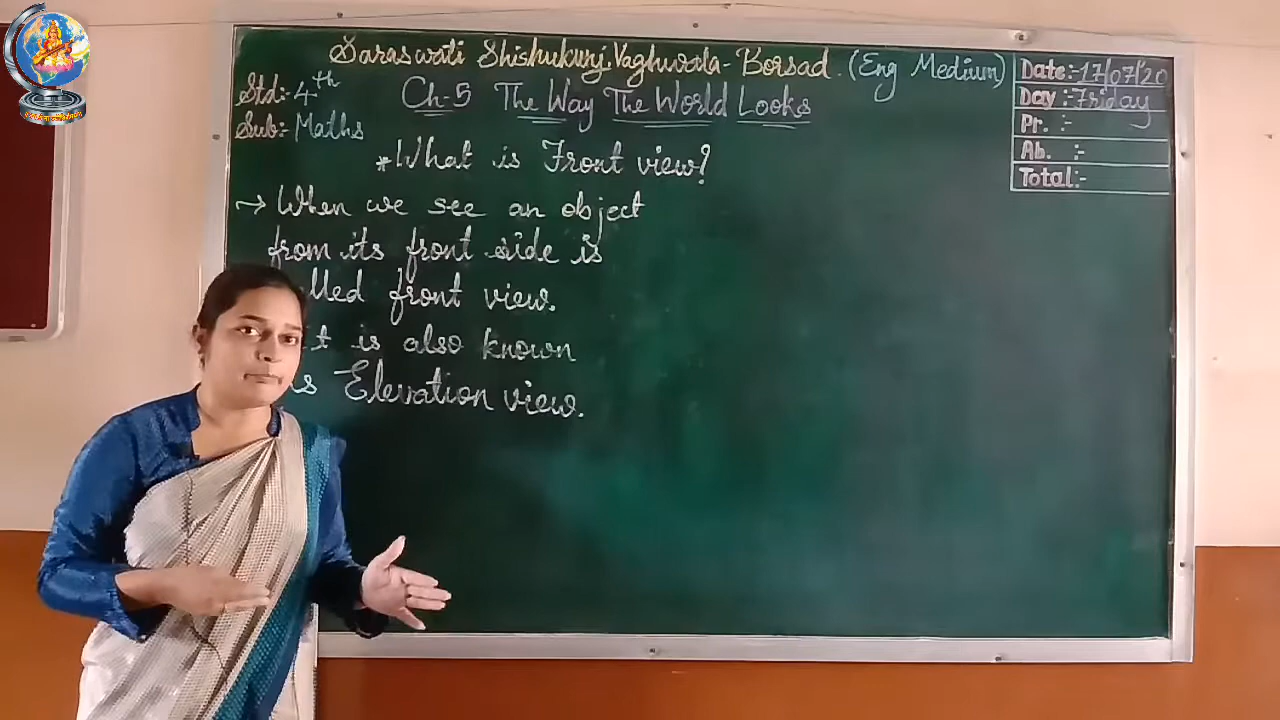 Saraswati Shishukunj, Vaghwala - Borsad. (Eng Medium)
Std:- 4th
Sub:- Maths
Ch-5 The Way The World Looks
Date:- 17/07/'20
Day :- Friday
Pr. :-
Ab. :-
Total:-
*What is Front view?
→ When we see an object
from its front side is
lled front view.
t is also known
s Elevation view.